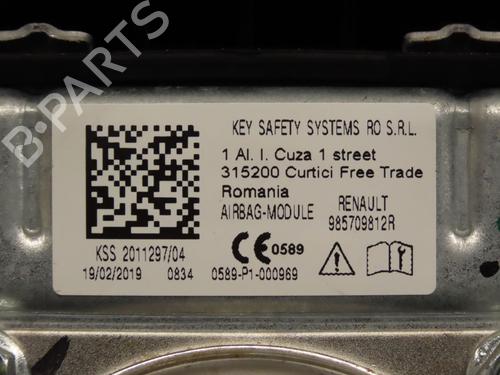 KEY SAFETY SYSTEMS RO S.R.L.
1 Al. I. Cuza 1 street
315200 Curtici Free Trade
Romania
AIRBAG-MODULE RENAULT
985709812R
KSS 2011297/04
19/02/2019 0834
CE 0589
0589-P1-000969
B-PARTS